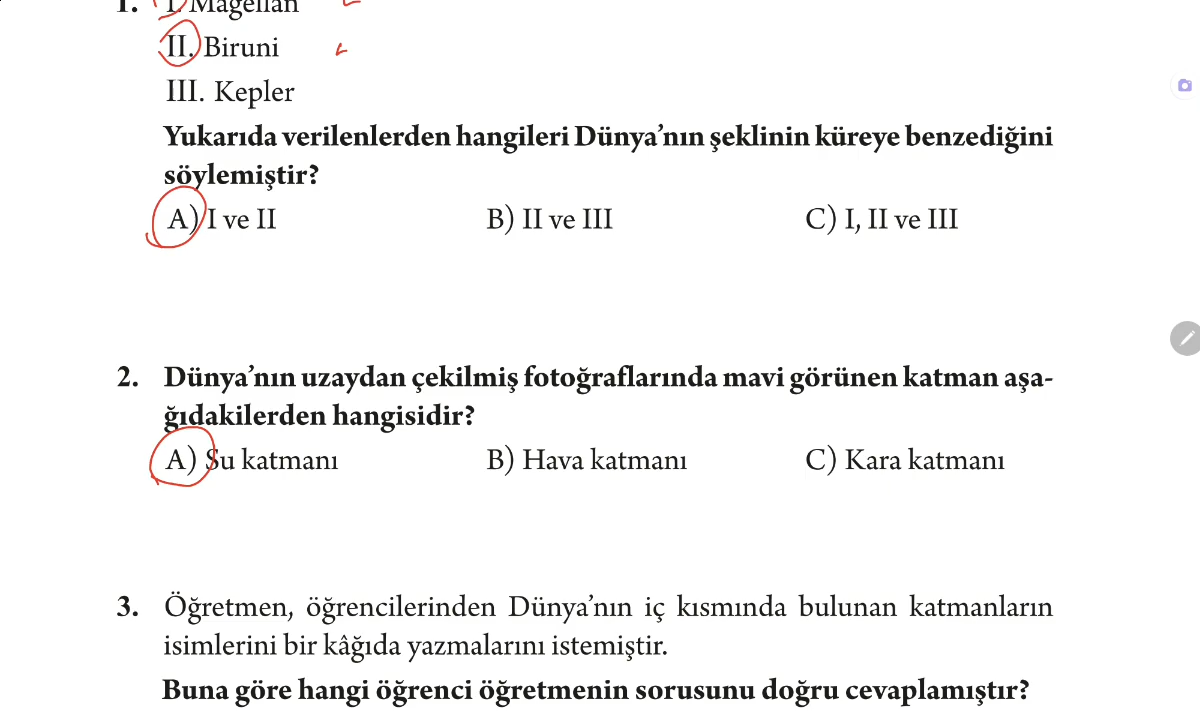 1. I. Magellan
II. Biruni
III. Kepler
Yukarıda verilenlerden hangileri Dünya’nın şeklinin küreye benzediğini
söylemiştir?
A) I ve II B) II ve III C) I, II ve III
2. Dünya’nın uzaydan çekilmiş fotoğraflarında mavi görünen katman aşa-
ğıdakilerden hangisidir?
A) Su katmanı B) Hava katmanı C) Kara katmanı
3. Öğretmen, öğrencilerinden Dünya’nın iç kısmında bulunan katmanların
isimlerini bir kâğıda yazmalarını istemiştir.
Buna göre hangi öğrenci öğretmenin sorusunu doğru cevaplamıştır?